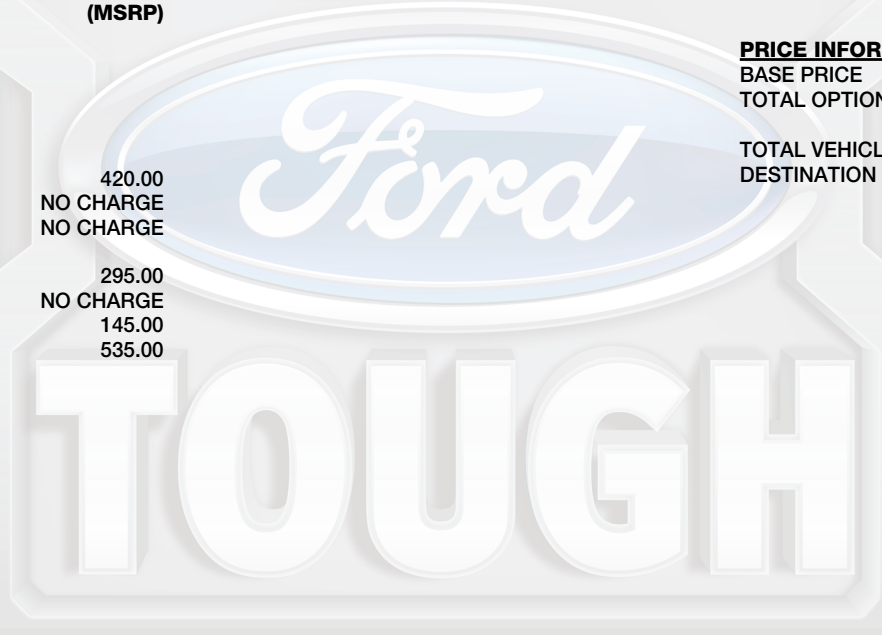 (MSRP)
420.00
NO CHARGE
NO CHARGE
295.00
NO CHARGE
145.00
535.00
PRICE INFOR
BASE PRICE
TOTAL OPTION
TOTAL VEHICL
DESTINATION
Ford
TOUGH